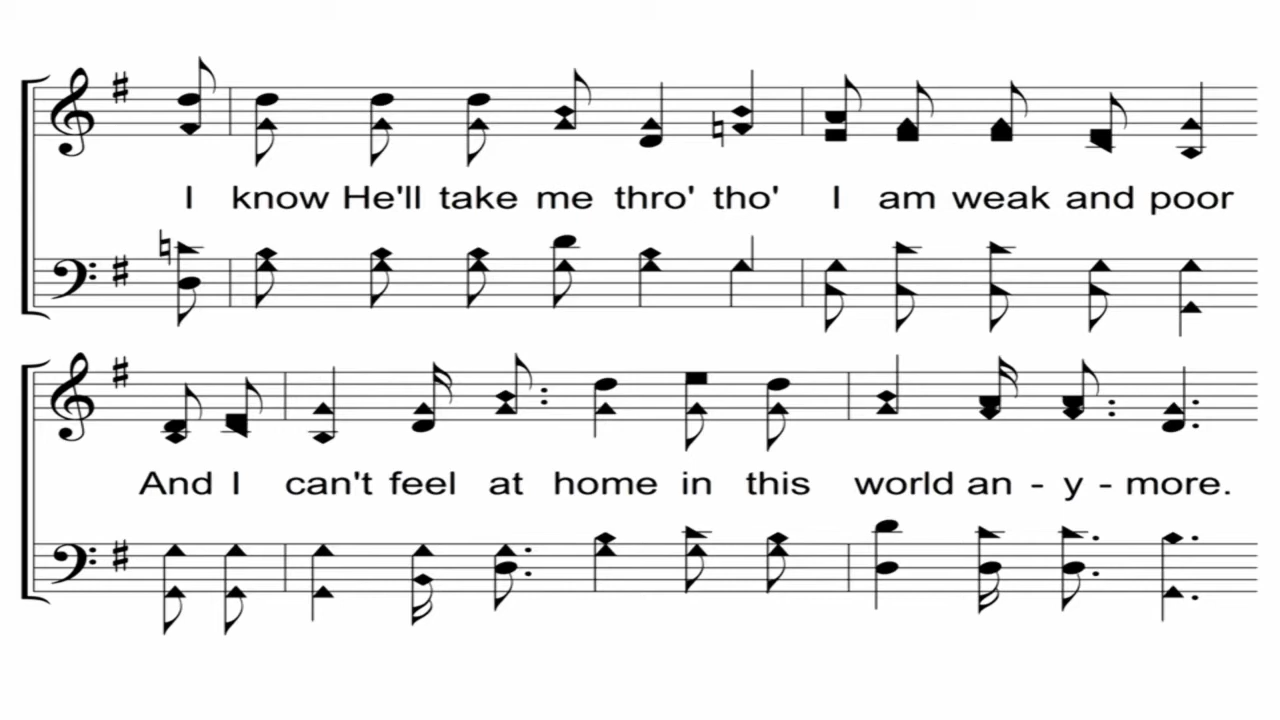 I know He'll take me thro' tho' I am weak and poor
And I can't feel at home in this world an - y - more.